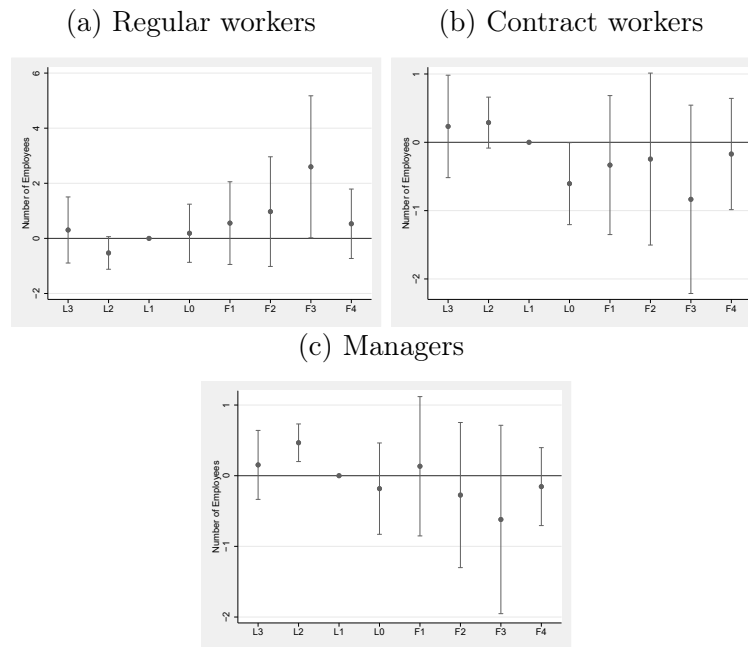 (a) Regular workers
(b) Contract workers
Number of Employees
6
4
2
0
−2
L3 L2 L1 L0 F1 F2 F3 F4
Number of Employees
1
0
−1
−2
L3 L2 L1 L0 F1 F2 F3 F4
(c) Managers
Number of Employees
1
0
−1
−2
L3 L2 L1 L0 F1 F2 F3 F4